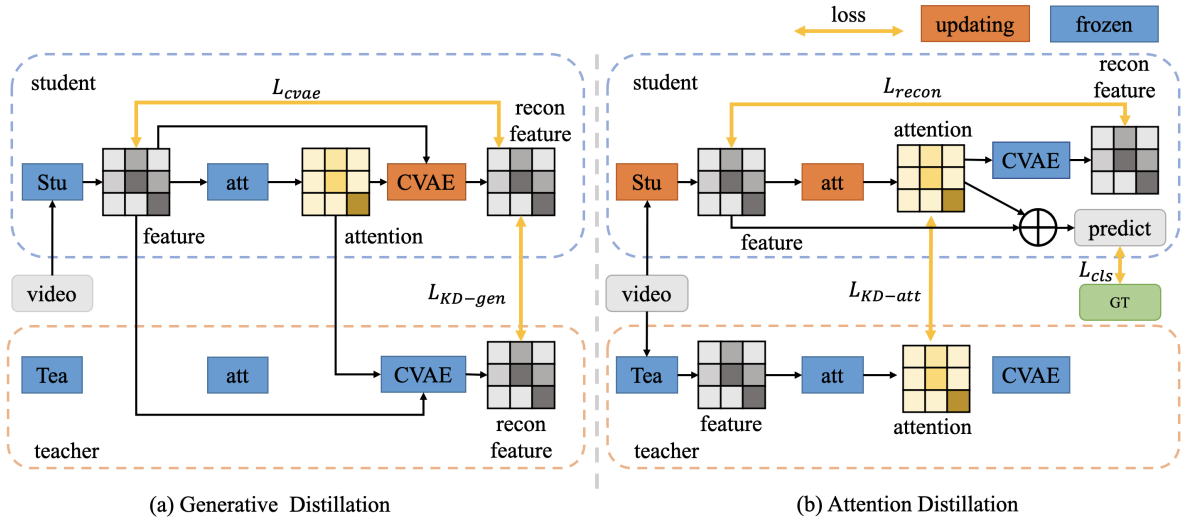 loss
updating
frozen
student
L_cvae
recon
feature
Stu
att
CVAE
feature
attention
video
L_KD-gen
Tea
att
CVAE
recon
feature
teacher
(a) Generative Distillation
student
L_recon
recon
feature
attention
Stu
att
CVAE
feature
predict
video
L_KD-att
L_cls
GT
Tea
att
CVAE
feature
attention
teacher
(b) Attention Distillation